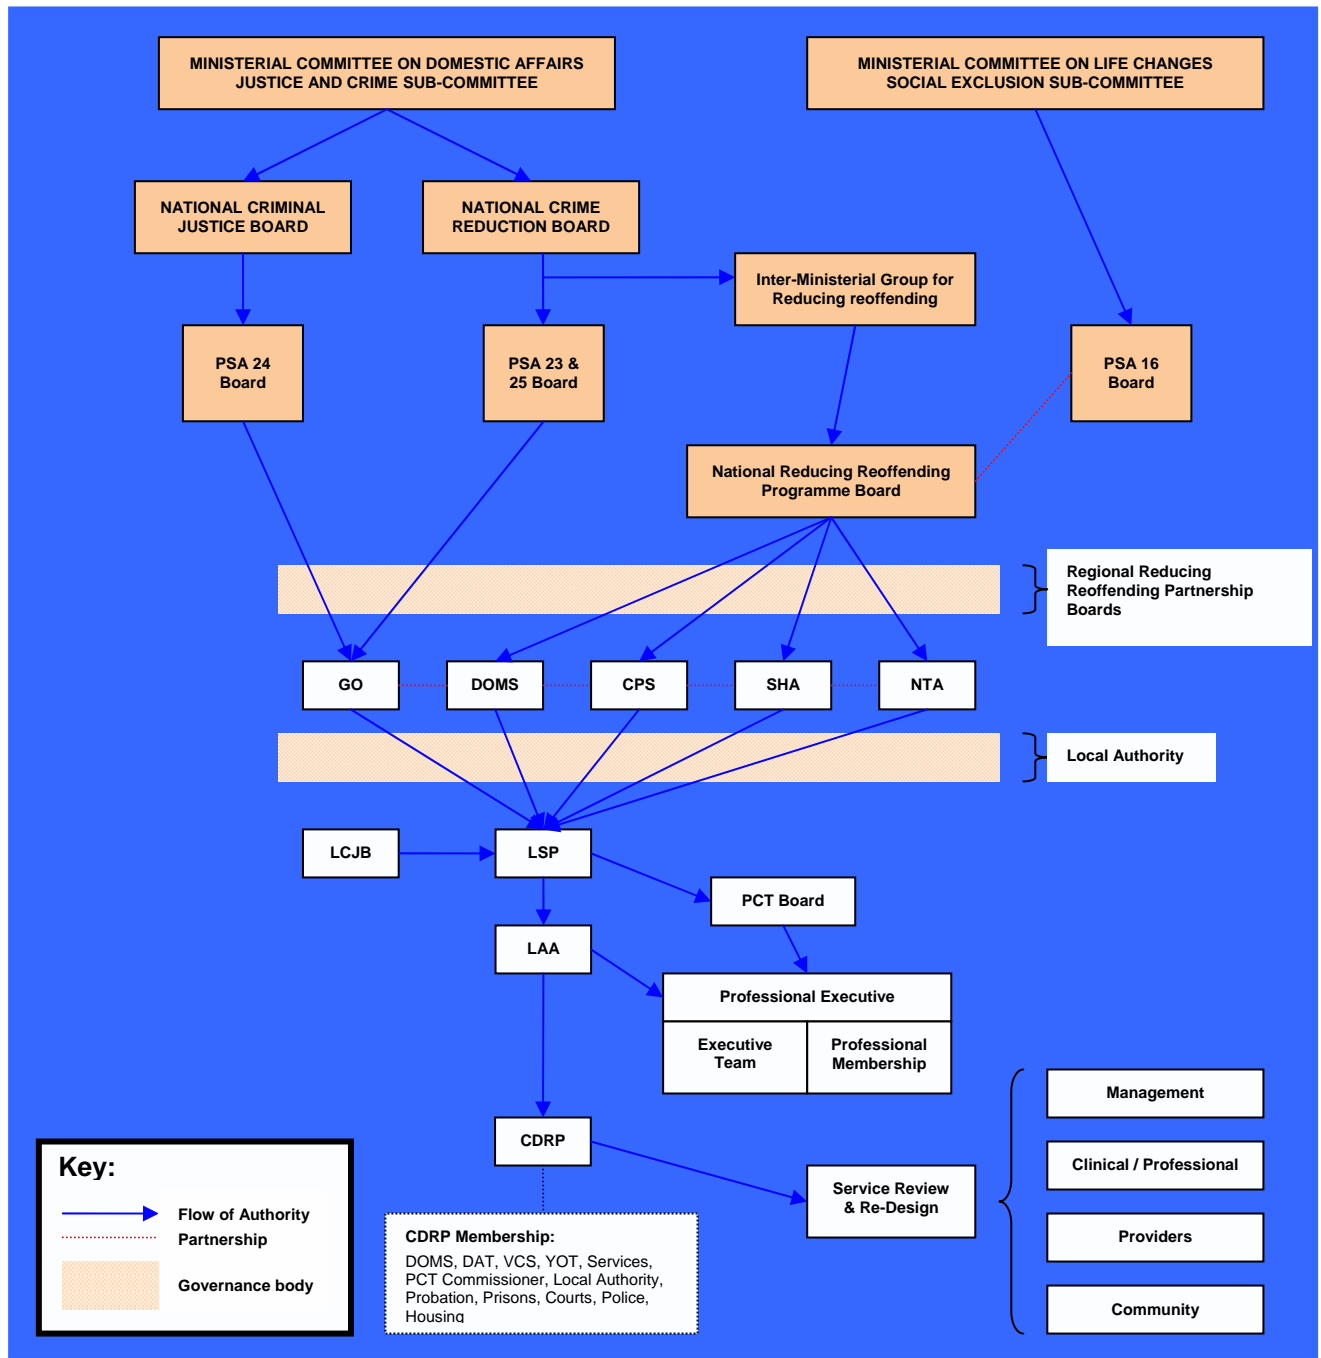 MINISTERIAL COMMITTEE ON DOMESTIC AFFAIRS
JUSTICE AND CRIME SUB-COMMITTEE
MINISTERIAL COMMITTEE ON LIFE CHANGES
SOCIAL EXCLUSION SUB-COMMITTEE
NATIONAL CRIMINAL
JUSTICE BOARD
NATIONAL CRIME
REDUCTION BOARD
Inter-Ministerial Group for
Reducing reoffending
PSA 24
Board
PSA 23 &
25 Board
PSA 16
Board
National Reducing Reoffending
Programme Board
Regional Reducing
Reoffending Partnership
Boards
GO
DOMS
CPS
SHA
NTA
Local Authority
LCJB
LSP
PCT Board
LAA
Professional Executive
Executive
Team
Professional
Membership
Management
CDRP
Clinical / Professional
Service Review
& Re-Design
Providers
Community
Key:
Flow of Authority
Partnership
Governance body
CDRP Membership:
DOMS, DAT, VCS, YOT, Services,
PCT Commissioner, Local Authority,
Probation, Prisons, Courts, Police,
Housing